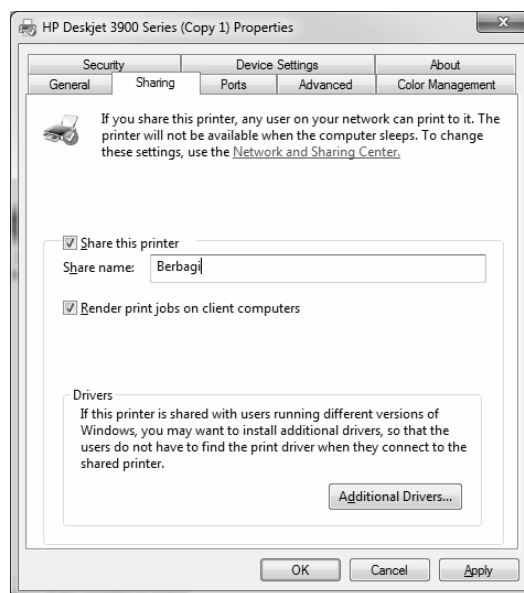 HP Deskjet 3900 Series (Copy 1) Properties
Security Device Settings About
General Sharing Ports Advanced Color Management
If you share this printer, any user on your network can print to it. The
printer will not be available when the computer sleeps. To change
these settings, use the Network and Sharing Center.
Share this printer
Share name: Berbagi
Render print jobs on client computers
Drivers
If this printer is shared with users running different versions of
Windows, you may want to install additional drivers, so that the
users do not have to find the print driver when they connect to the
shared printer.
Additional Drivers...
OK Cancel Apply